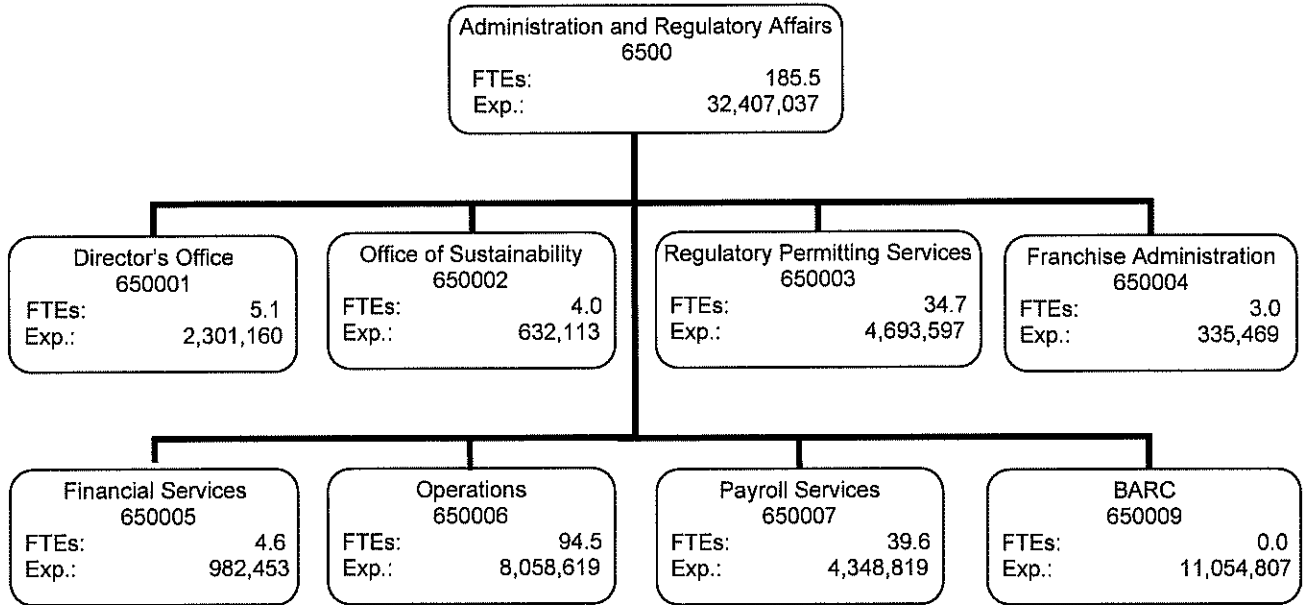 Administration and Regulatory Affairs
6500
FTEs: 185.5
Exp.: 32,407,037
Director's Office
650001
FTEs: 5.1
Exp.: 2,301,160
Office of Sustainability
650002
FTEs: 4.0
Exp.: 632,113
Regulatory Permitting Services
650003
FTEs: 34.7
Exp.: 4,693,597
Franchise Administration
650004
FTEs: 3.0
Exp.: 335,469
Financial Services
650005
FTEs: 4.6
Exp.: 982,453
Operations
650006
FTEs: 94.5
Exp.: 8,058,619
Payroll Services
650007
FTEs: 39.6
Exp.: 4,348,819
BARC
650009
FTEs: 0.0
Exp.: 11,054,807